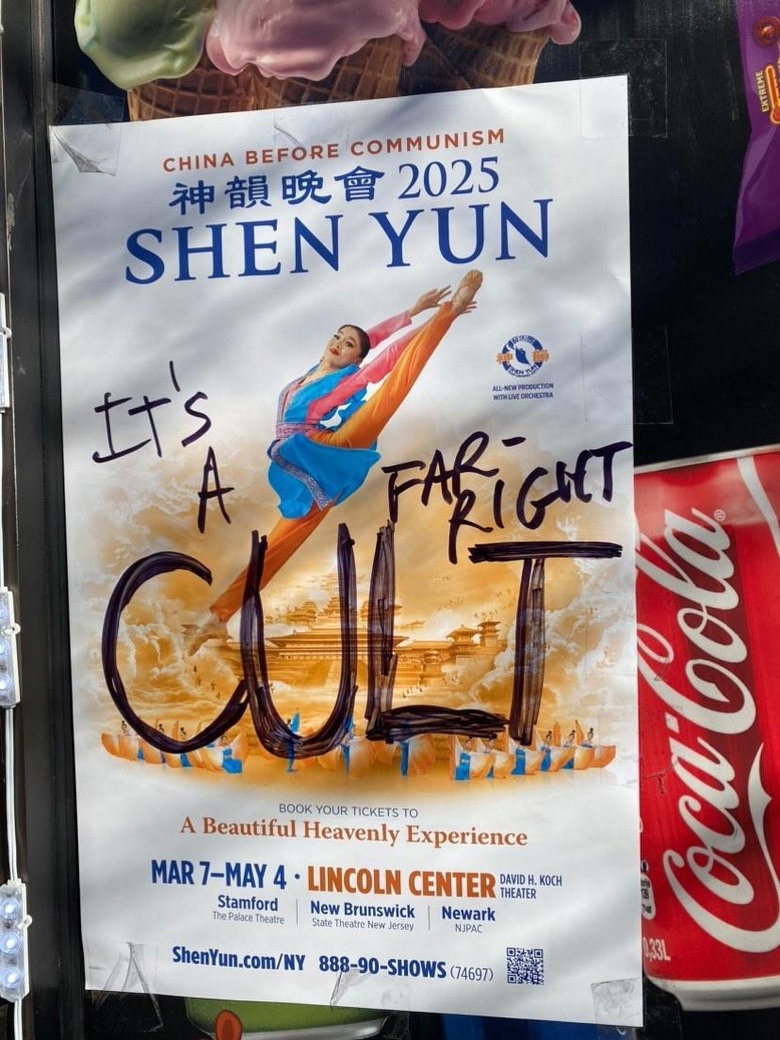 CHINA BEFORE COMMUNISM
神韻晚會 2025
SHEN YUN
ALL-NEW PRODUCTION
WITH LIVE ORCHESTRA
IT'S
A
FAR-
RIGHT
CULT
BOOK YOUR TICKETS TO
A Beautiful Heavenly Experience
MAR 7–MAY 4 · LINCOLN CENTER DAVID H. KOCH THEATER
Stamford
The Palace Theatre
New Brunswick
State Theatre New Jersey
Newark
NJPAC
ShenYun.com/NY 888-90-SHOWS (74697)
EXTREME
Coca-Cola
0,33L